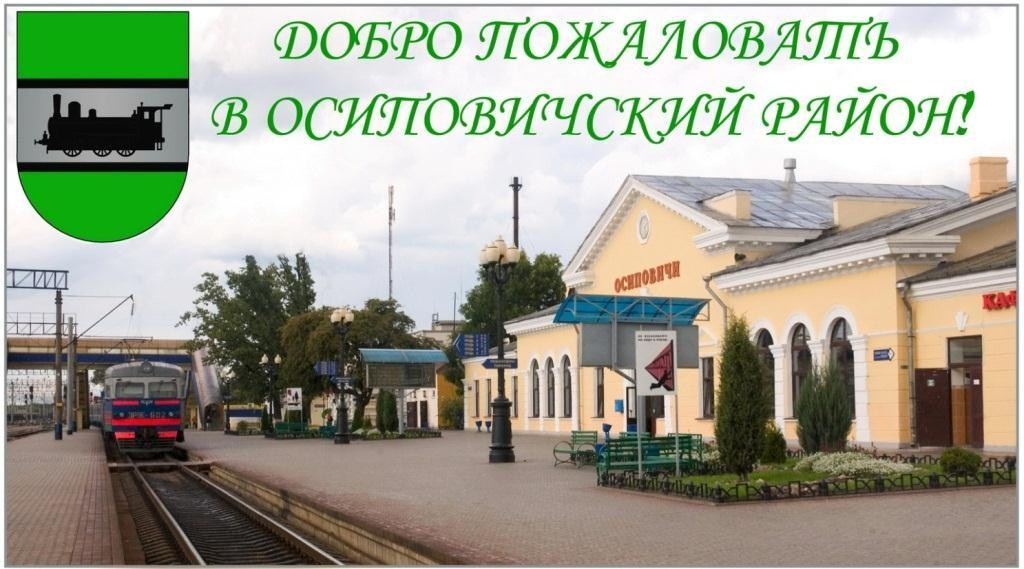 ДОБРО ПОЖАЛОВАТЬ
В ОСИПОВИЧСКИЙ РАЙОН!
ОСИПОВИЧИ